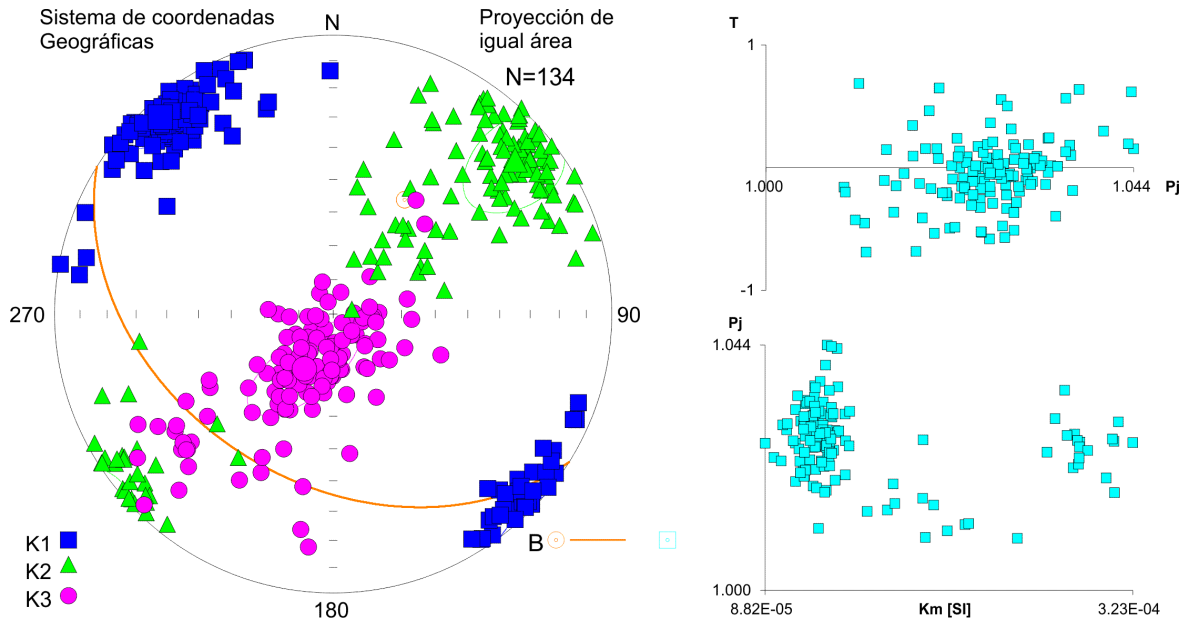 Sistema de coordenadas
Geográficas
Proyección de
igual área
N=134
N
270
90
180
K1
K2
K3
B
T
1
1.000
1.044
Pj
-1
Pj
1.044
1.000
8.82E-05
Km [SI]
3.23E-04